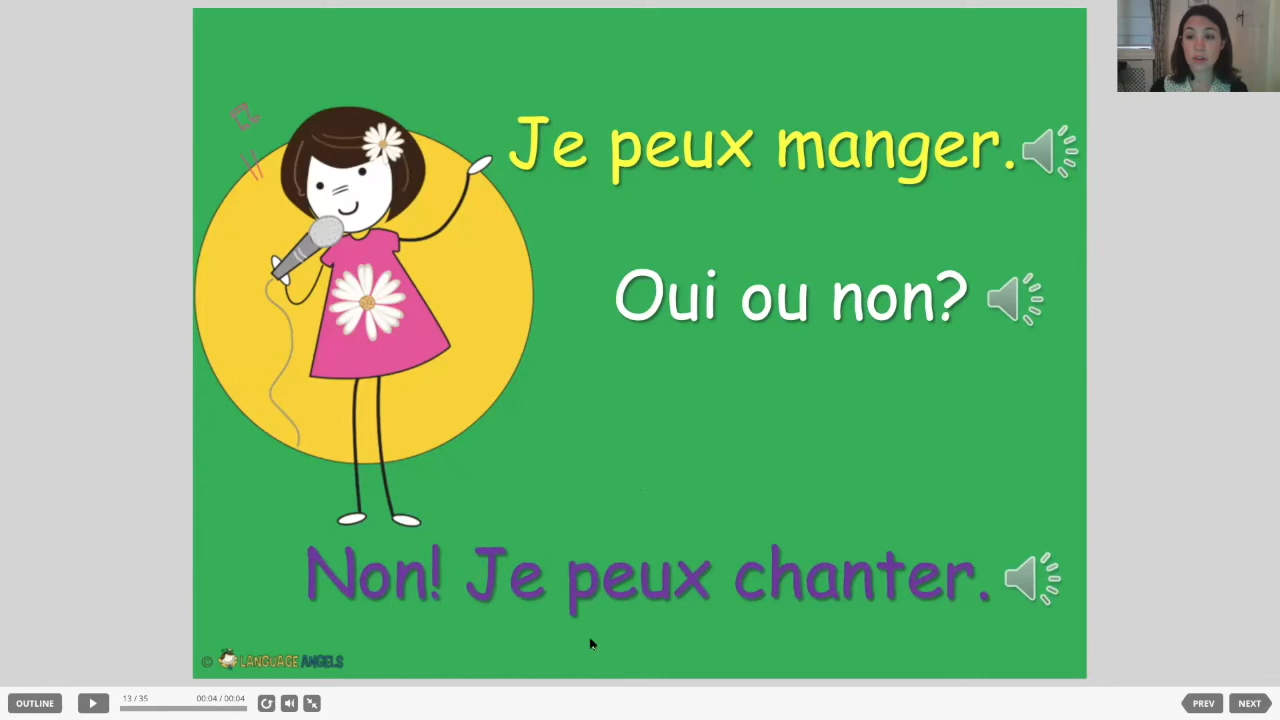 Je peux manger.
Oui ou non?
Non! Je peux chanter.
© LANGUAGE ANGELS
OUTLINE
13 / 35
00:04 / 00:04
PREV
NEXT